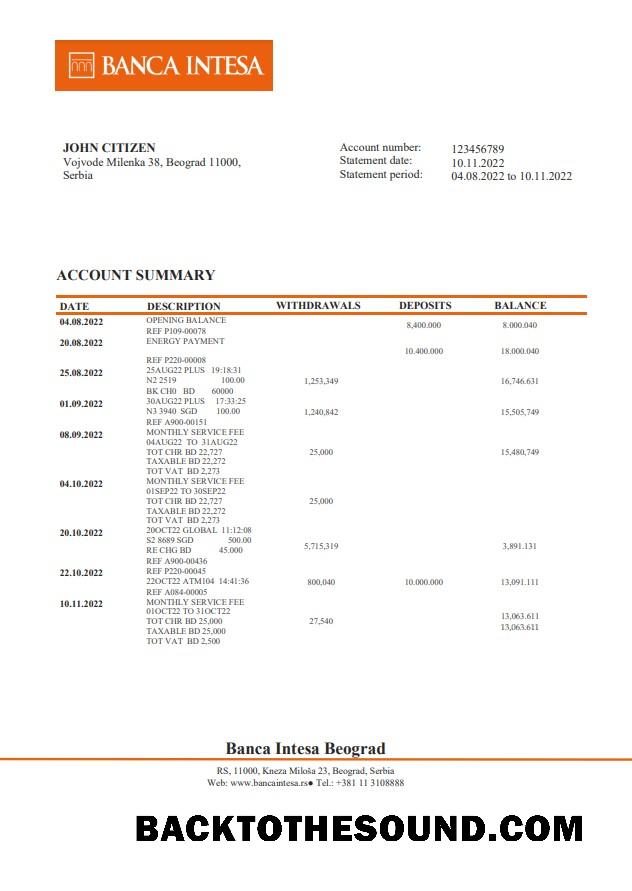 BANCA INTESA
JOHN CITIZEN
Vojvode Milenka 38, Beograd 11000,
Serbia
Account number: 123456789
Statement date: 10.11.2022
Statement period: 04.08.2022 to 10.11.2022
ACCOUNT SUMMARY
DATE DESCRIPTION WITHDRAWALS DEPOSITS BALANCE
04.08.2022 OPENING BALANCE
8,400.000 8.000.040
REF P109-00078
20.08.2022 ENERGY PAYMENT
10.400.000 18.000.040
REF P220-00008
25.08.2022 25AUG22 PLUS 19:18:31
N2 2519 100.00 1,253,349 16,746.631
BK CH0 BD 60000
01.09.2022 30AUG22 PLUS 17:33:25
N3 3940 SGD 100.00 1,240,842 15,505,749
REF A900-00151
08.09.2022 MONTHLY SERVICE FEE
04AUG22 TO 31AUG22
TOT CHR BD 22,727 25,000 15,480,749
TAXABLE BD 22,272
TOT VAT BD 2,273
04.10.2022 MONTHLY SERVICE FEE
01SEP22 TO 30SEP22
TOT CHR BD 22,727 25,000
TAXABLE BD 22,272
TOT VAT BD 2,273
20.10.2022 20OCT22 GLOBAL 11:12:08
S2 8689 SGD 500.00
RE CHG BD 45.000 5,715,319 3,891.131
REF A900-00436
22.10.2022 REF P220-00045
22OCT22 ATM104 14:41:36 800,040 10.000.000 13,091.111
REF A084-00005
10.11.2022 MONTHLY SERVICE FEE
01OCT22 TO 31OCT22
13,063.611
TOT CHR BD 25,000 27,540
13,063.611
TAXABLE BD 25,000
TOT VAT BD 2,500
Banca Intesa Beograd
RS, 11000, Kneza Miloša 23, Beograd, Serbia
Web: www.bancaintesa.rs● Tel.: +381 11 3108888
BACKTOTHESOUND.COM